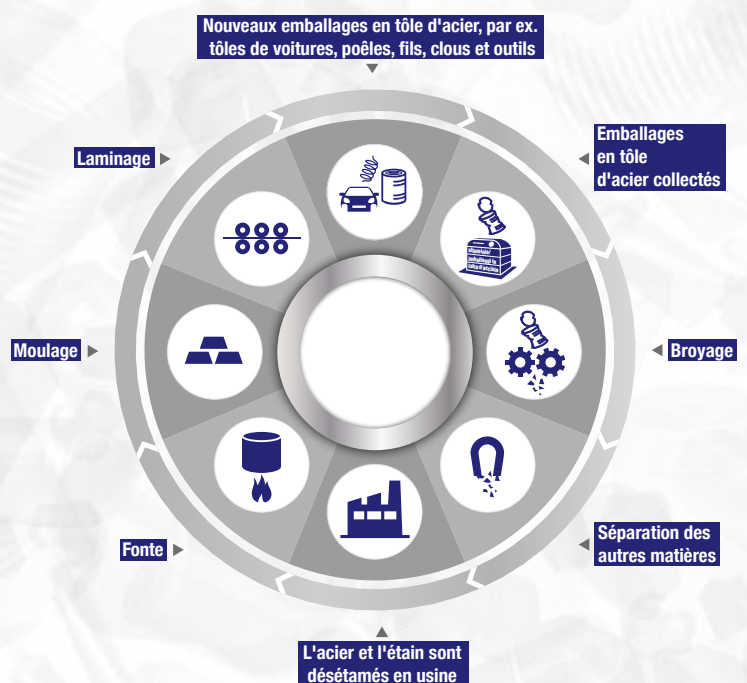 Nouveaux emballages en tôle d'acier, par ex.
tôles de voitures, poêles, fils, clous et outils
Emballages
en tôle
d'acier collectés
Broyage
Séparation des
autres matières
L'acier et l'étain sont
désétamés en usine
Fonte
Moulage
Laminage